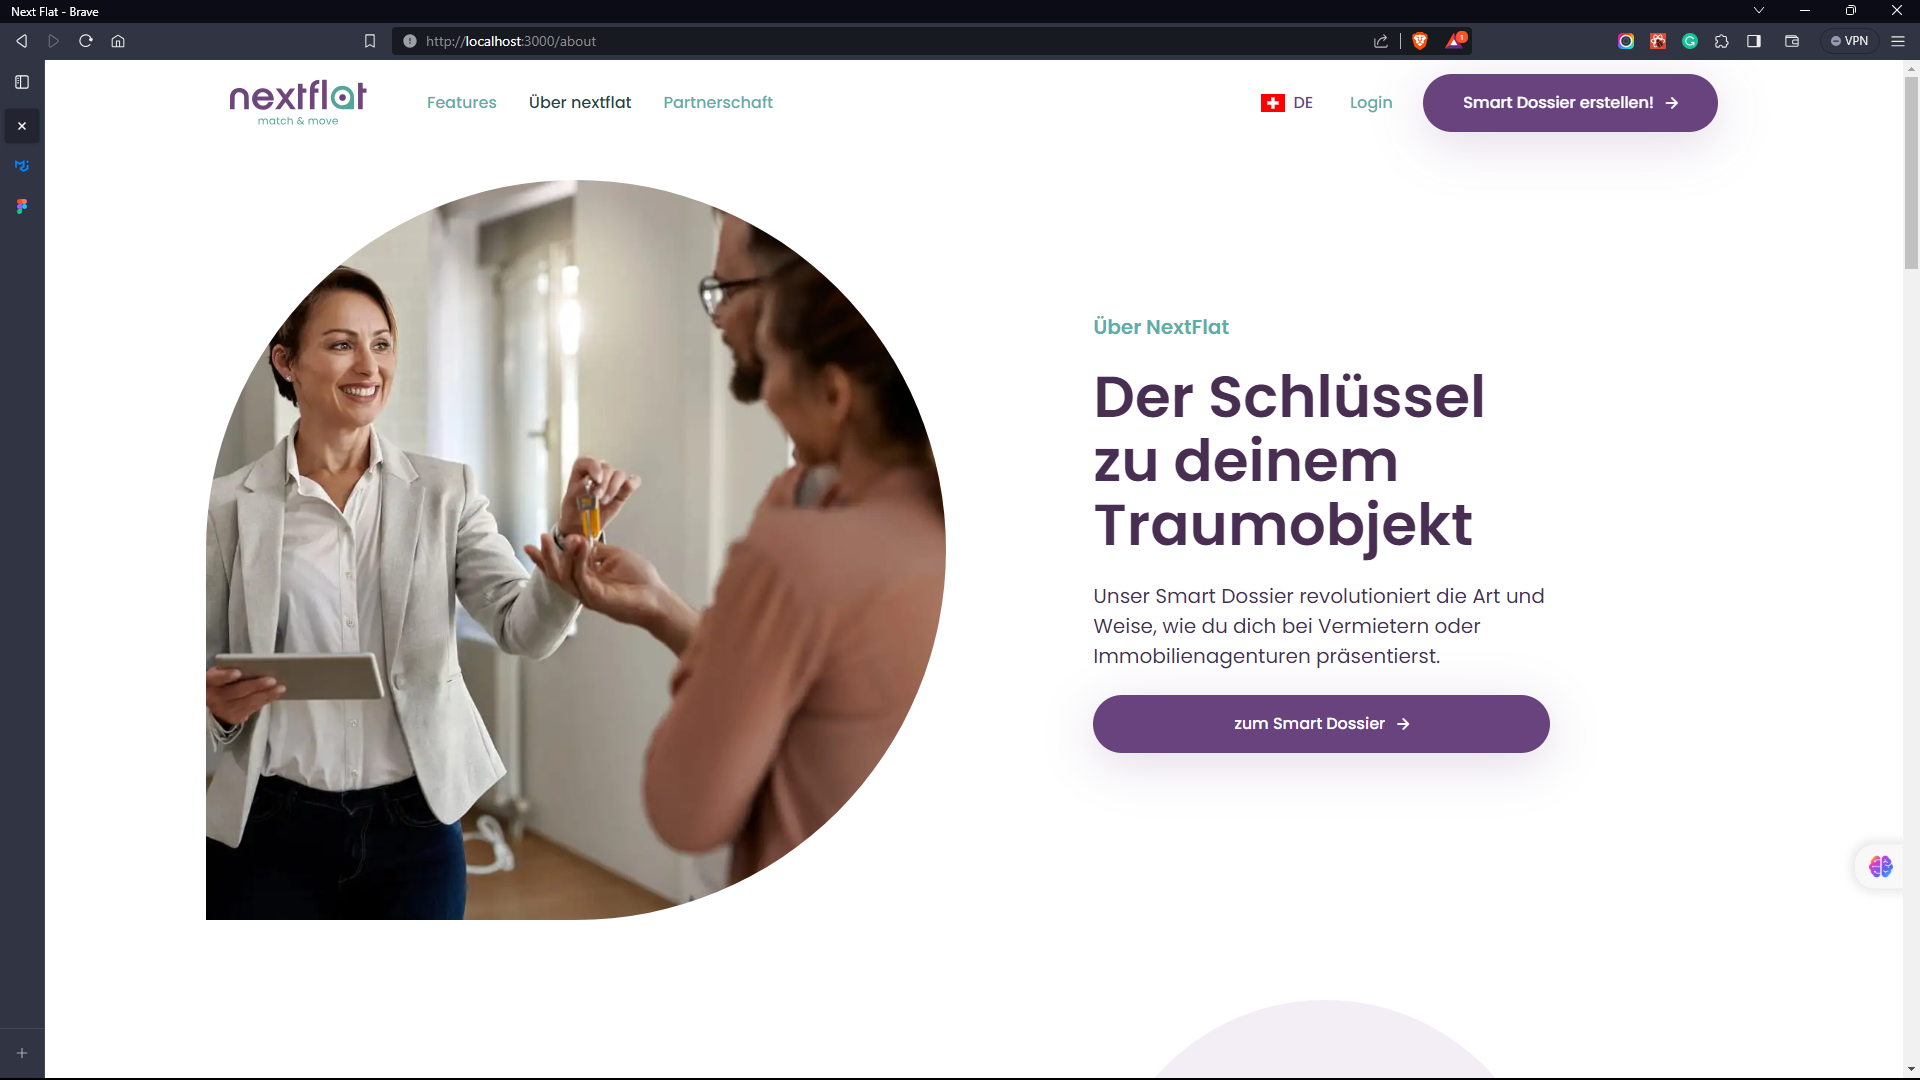 Next Flat - Brave
http://localhost:3000/about
1
VPN
nextflat
match & move
Features
Über nextflat
Partnerschaft
DE
Login
Smart Dossier erstellen! →
Über NextFlat
Der Schlüssel
zu deinem
Traumobjekt
Unser Smart Dossier revolutioniert die Art und
Weise, wie du dich bei Vermietern oder
Immobilienagenturen präsentierst.
zum Smart Dossier →